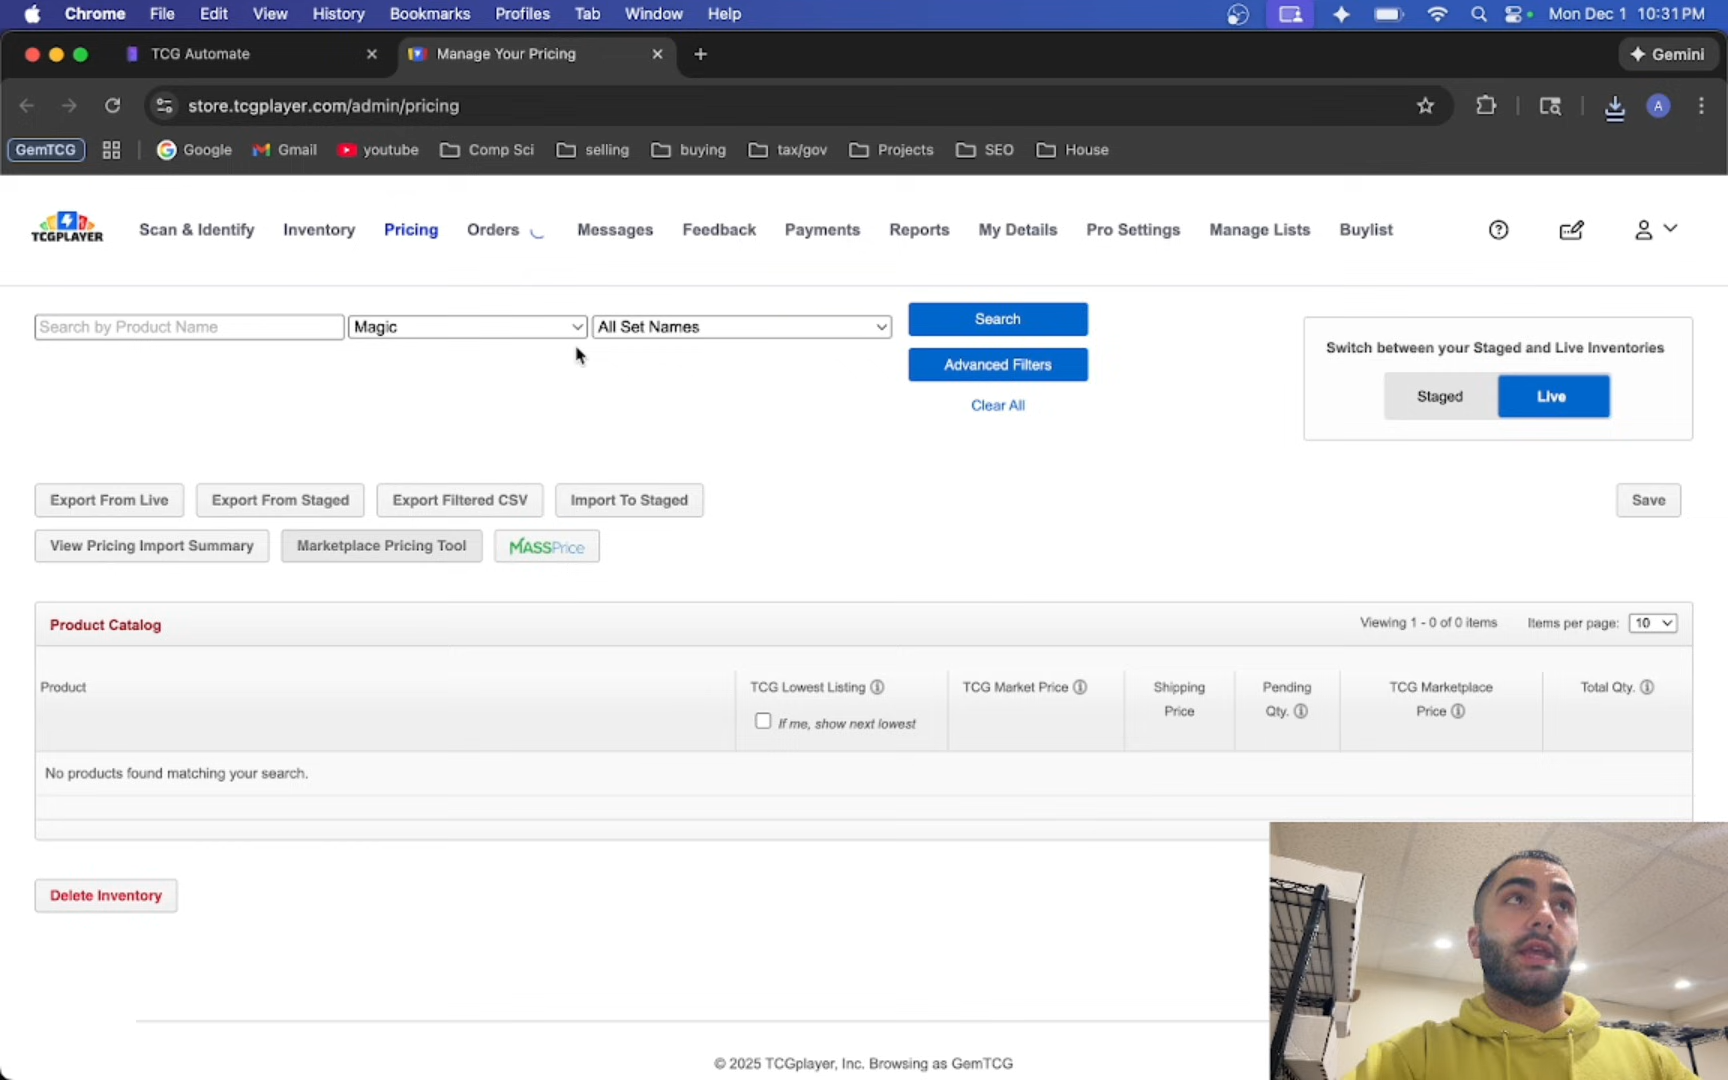 Chrome File Edit View History Bookmarks Profiles Tab Window Help Mon Dec 1 10:31 PM
TCG Automate Manage Your Pricing Gemini
store.tcgplayer.com/admin/pricing A
GemTCG Google Gmail youtube Comp Sci selling buying tax/gov Projects SEO House
TCGPLAYER Scan & Identify Inventory Pricing Orders Messages Feedback Payments Reports My Details Pro Settings Manage Lists Buylist
Search by Product Name Magic All Set Names Search
Advanced Filters
Clear All
Switch between your Staged and Live Inventories
Staged Live
Export From Live Export From Staged Export Filtered CSV Import To Staged Save
View Pricing Import Summary Marketplace Pricing Tool MASSPrice
Product Catalog Viewing 1 - 0 of 0 items Items per page: 10
Product TCG Lowest Listing TCG Market Price Shipping Price Pending Qty. TCG Marketplace Price Total Qty.
If me, show next lowest
No products found matching your search.
Delete Inventory
© 2025 TCGplayer, Inc. Browsing as GemTCG